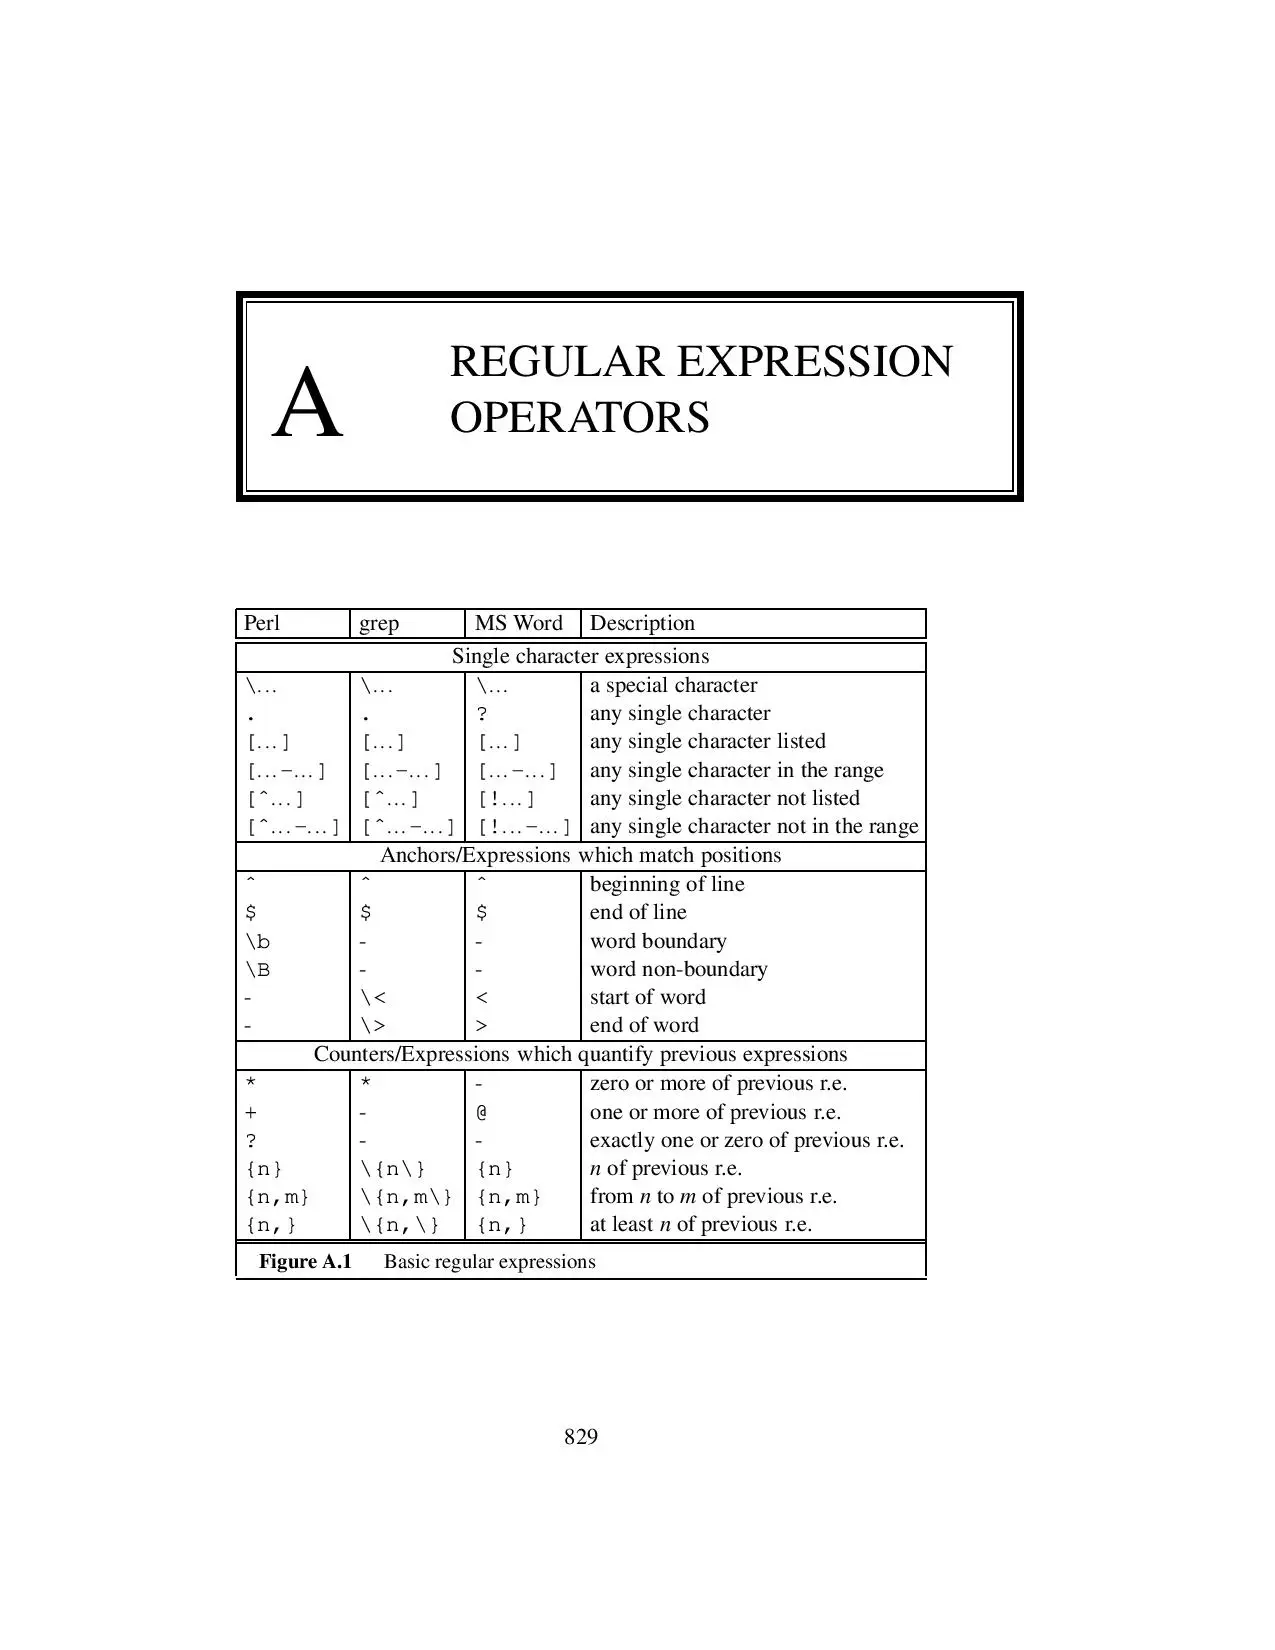 A
REGULAR EXPRESSION
OPERATORS
Perl grep MS Word Description
Single character expressions
\... \... \... a special character
. . ? any single character
[...] [...] [...] any single character listed
[...−...] [...−...] [...−...] any single character in the range
[ˆ...] [ˆ...] [!...] any single character not listed
[ˆ...−...] [ˆ...−...] [!...−...] any single character not in the range
Anchors/Expressions which match positions
ˆ ˆ ˆ beginning of line
$ $ $ end of line
\b - - word boundary
\B - - word non-boundary
- \< < start of word
- \> > end of word
Counters/Expressions which quantify previous expressions
* * - zero or more of previous r.e.
+ - @ one or more of previous r.e.
? - - exactly one or zero of previous r.e.
{n} \{n\} {n} n of previous r.e.
{n,m} \{n,m\} {n,m} from n to m of previous r.e.
{n,} \{n,\} {n,} at least n of previous r.e.
Figure A.1 Basic regular expressions
829